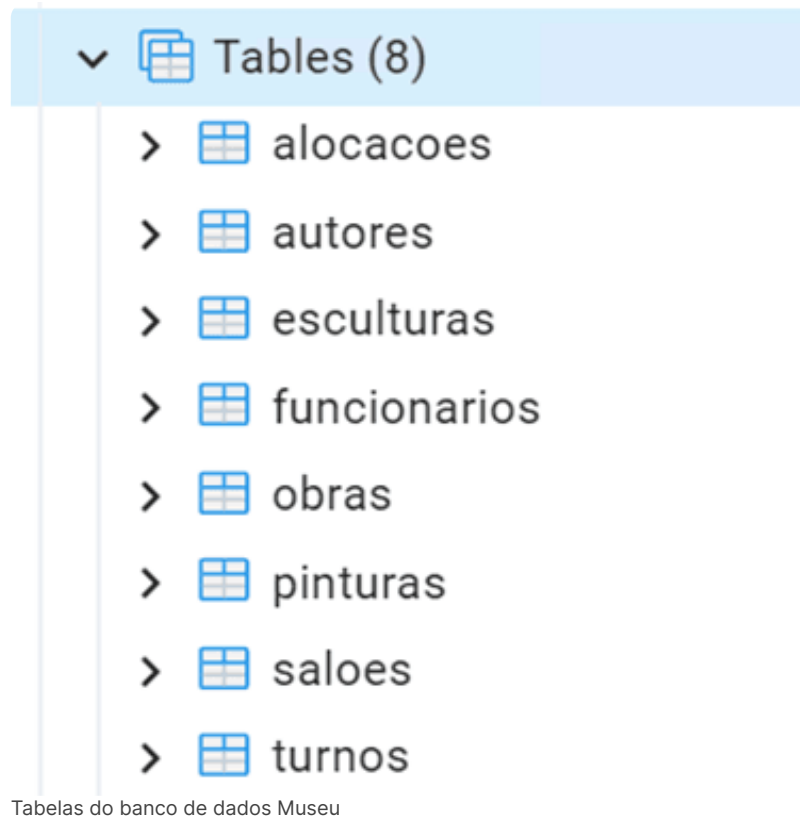 Tables (8)
alocacoes
autores
esculturas
funcionarios
obras
pinturas
saloes
turnos
Tabelas do banco de dados Museu